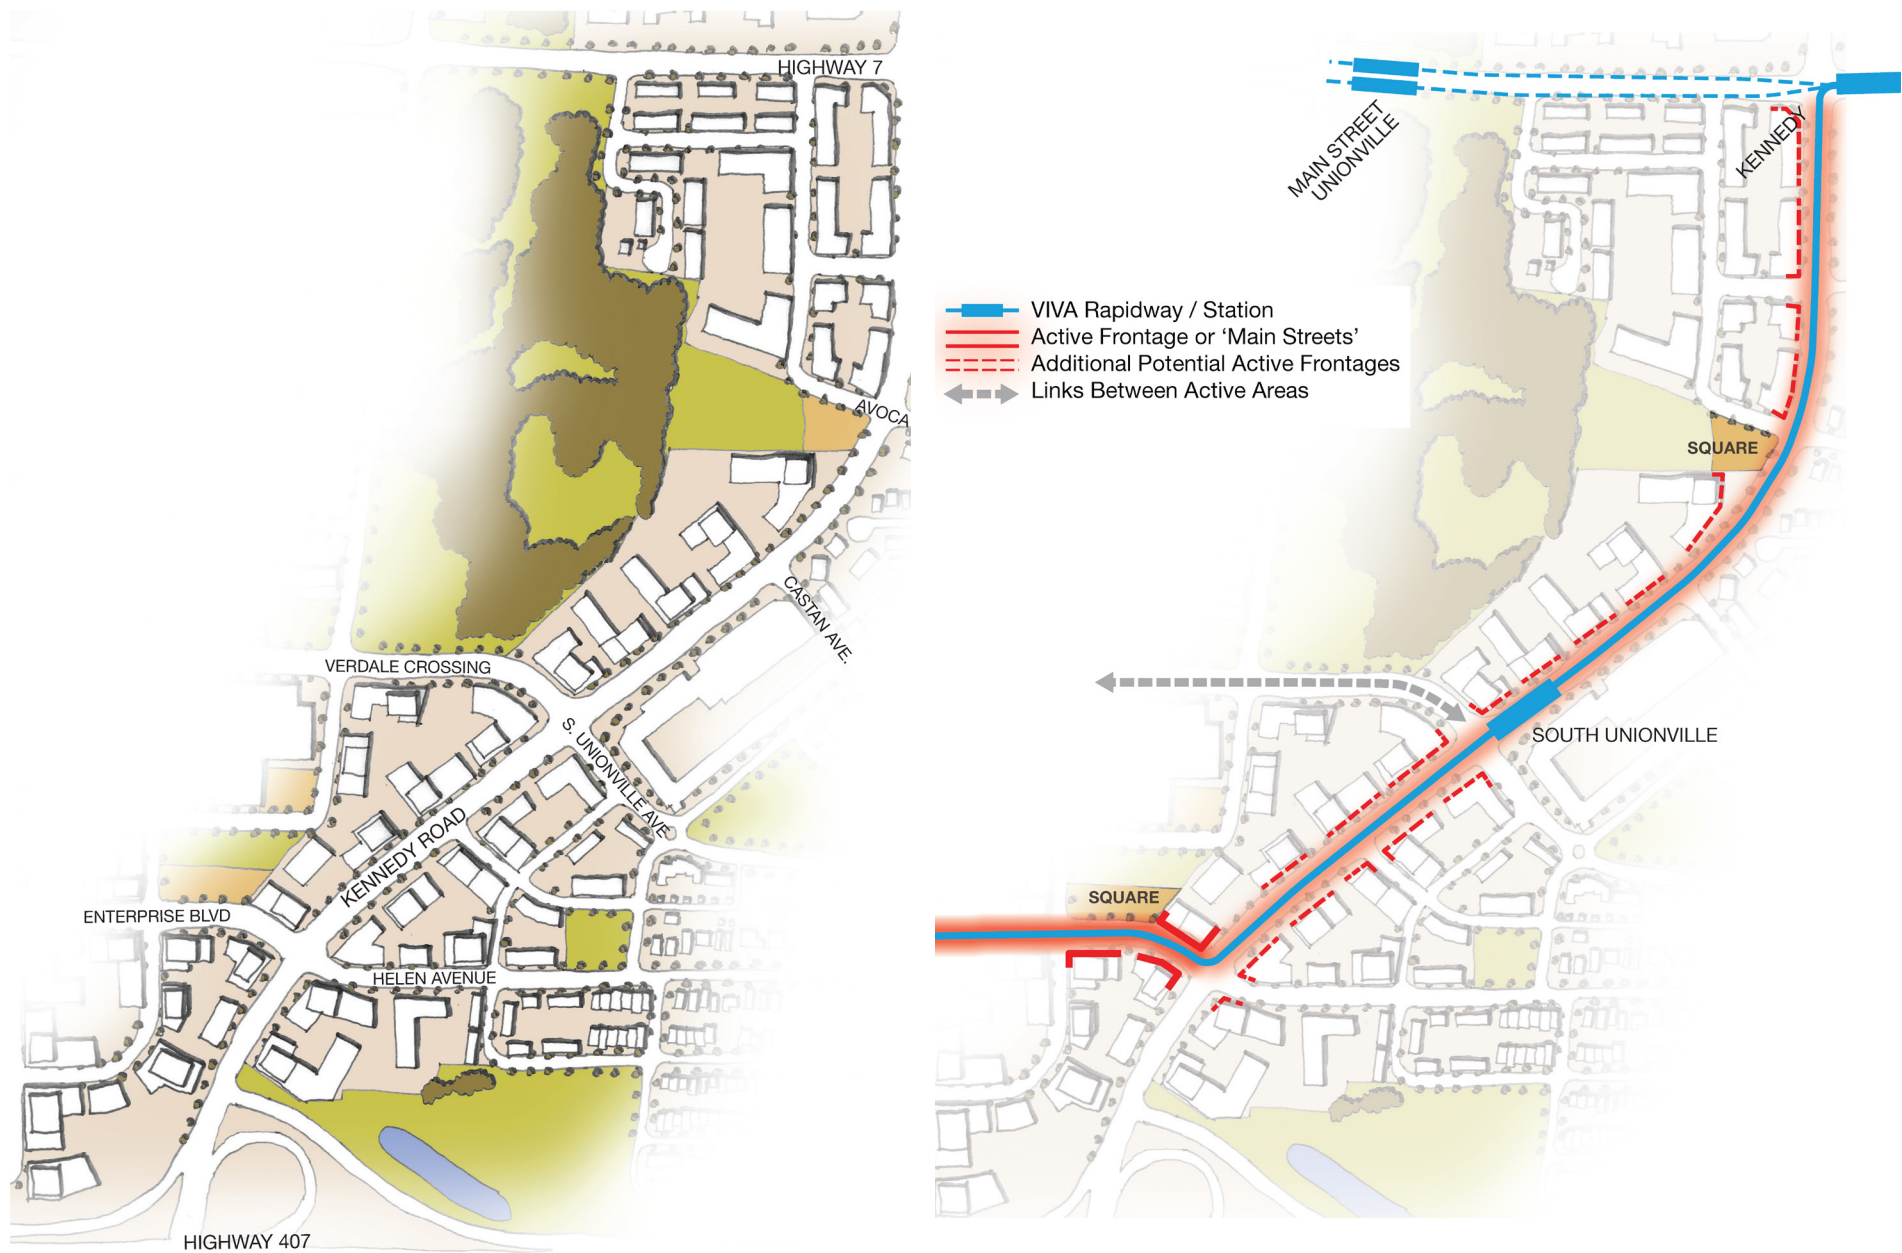 HIGHWAY 7
AVOCA
CASTAN AVE.
VERDALE CROSSING
S. UNIONVILLE AVE
KENNEDY ROAD
ENTERPRISE BLVD
HELEN AVENUE
HIGHWAY 407
MAIN STREET
UNIONVILLE
KENNEDY
VIVA Rapidway / Station
Active Frontage or ‘Main Streets’
Additional Potential Active Frontages
Links Between Active Areas
SQUARE
SOUTH UNIONVILLE
SQUARE